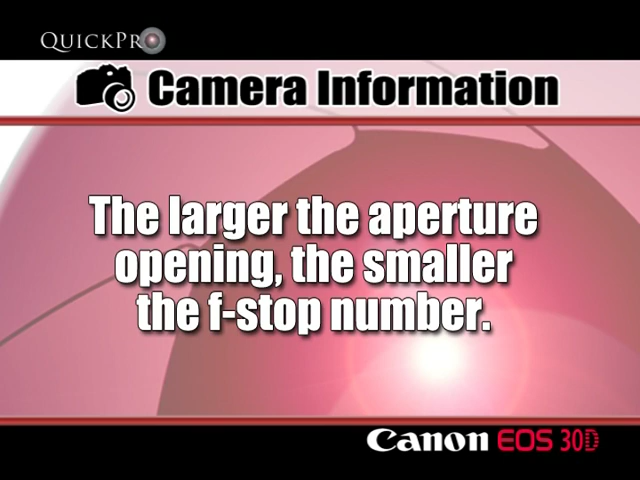 QUICKPRO
Camera Information
The larger the aperture
opening, the smaller
the f-stop number.
Canon EOS 30D